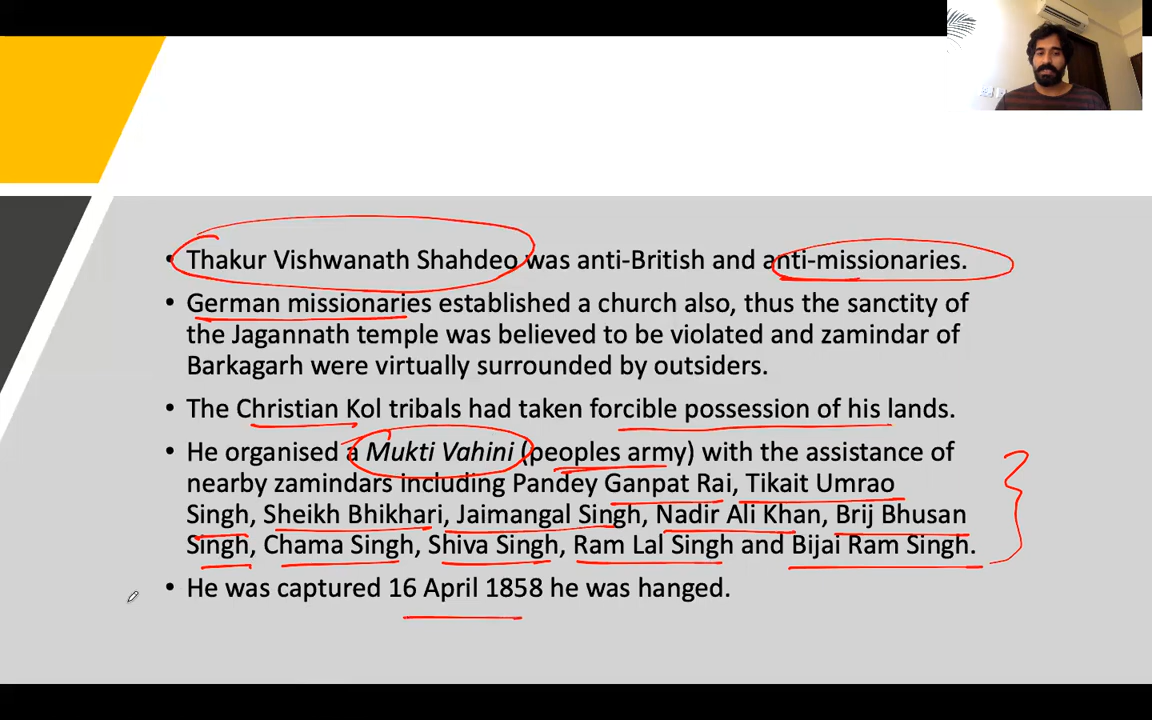 • Thakur Vishwanath Shahdeo was anti-British and anti-missionaries.
• German missionaries established a church also, thus the sanctity of
the Jagannath temple was believed to be violated and zamindar of
Barkagarh were virtually surrounded by outsiders.
• The Christian Kol tribals had taken forcible possession of his lands.
• He organised a Mukti Vahini (peoples army) with the assistance of
nearby zamindars including Pandey Ganpat Rai, Tikait Umrao
Singh, Sheikh Bhikhari, Jaimangal Singh, Nadir Ali Khan, Brij Bhusan
Singh, Chama Singh, Shiva Singh, Ram Lal Singh and Bijai Ram Singh.
• He was captured 16 April 1858 he was hanged.